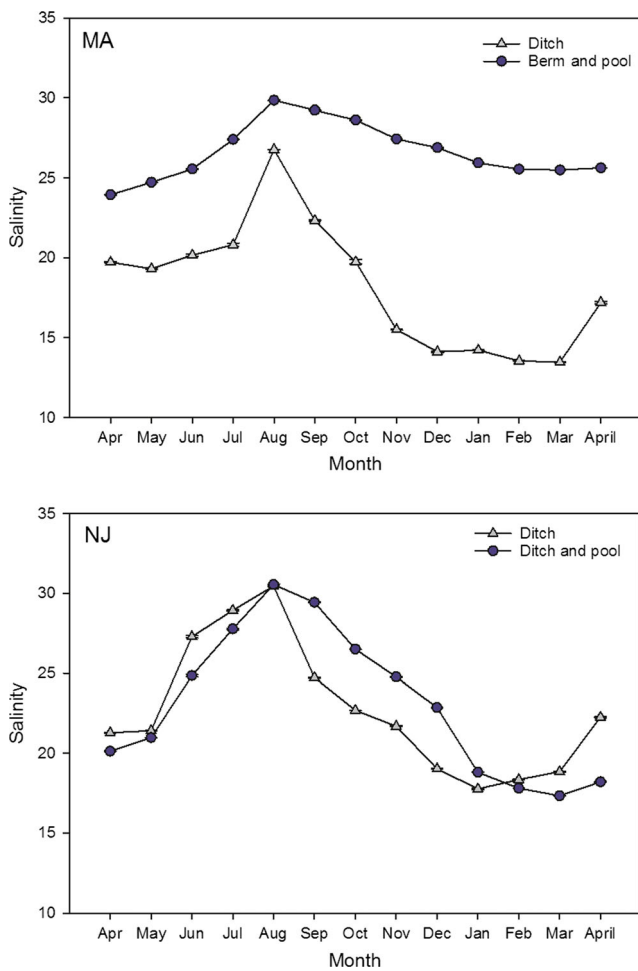 MA
Ditch
Berm and pool
35
30
25
20
15
10
Salinity
Apr May Jun Jul Aug Sep Oct Nov Dec Jan Feb Mar April
Month
NJ
Ditch
Ditch and pool
35
30
25
20
15
10
Salinity
Apr May Jun Jul Aug Sep Oct Nov Dec Jan Feb Mar April
Month